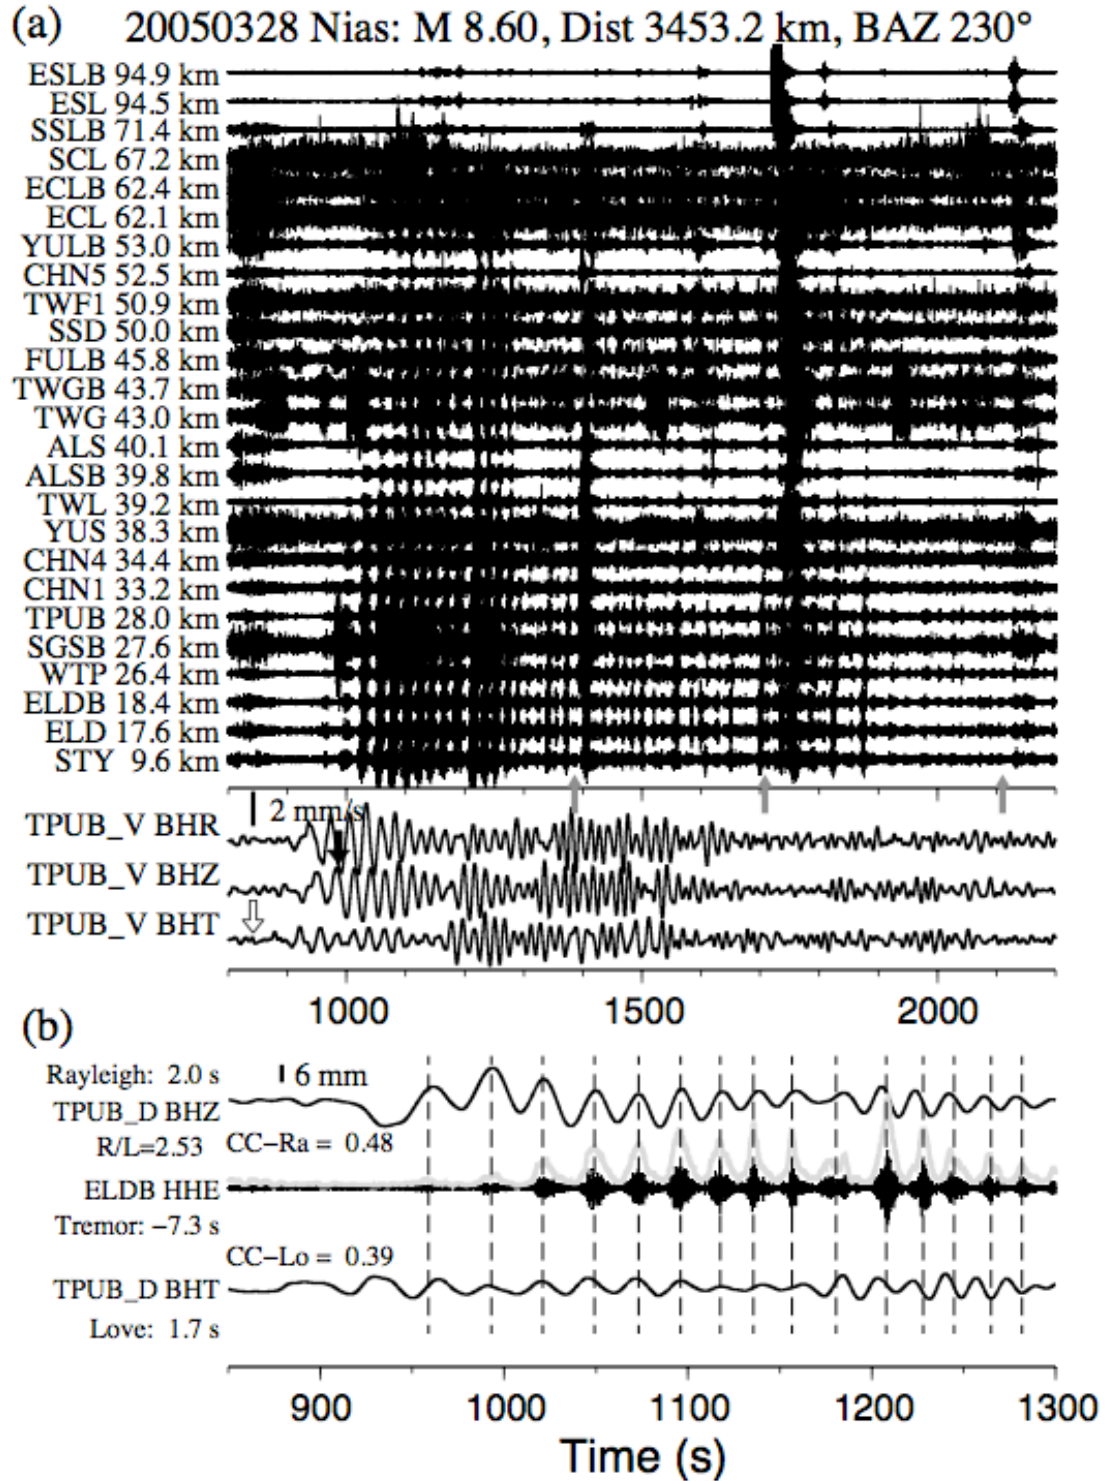 (a) 20050328 Nias: M 8.60, Dist 3453.2 km, BAZ 230°
ESLB 94.9 km
ESL 94.5 km
SSLB 71.4 km
SCL 67.2 km
ECLB 62.4 km
ECL 62.1 km
YULB 53.0 km
CHN5 52.5 km
TWF1 50.9 km
SSD 50.0 km
FULB 45.8 km
TWGB 43.7 km
TWG 43.0 km
ALS 40.1 km
ALSB 39.8 km
TWL 39.2 km
YUS 38.3 km
CHN4 34.4 km
CHN1 33.2 km
TPUB 28.0 km
SGSB 27.6 km
WTP 26.4 km
ELDB 18.4 km
ELD 17.6 km
STY 9.6 km
2 mm/s
TPUB_V BHR
TPUB_V BHZ
TPUB_V BHT
1000 1500 2000
(b)
Rayleigh: 2.0 s 6 mm
TPUB_D BHZ
R/L=2.53 CC-Ra = 0.48
ELDB HHE
Tremor: -7.3 s
CC-Lo = 0.39
TPUB_D BHT
Love: 1.7 s
900 1000 1100 1200 1300
Time (s)